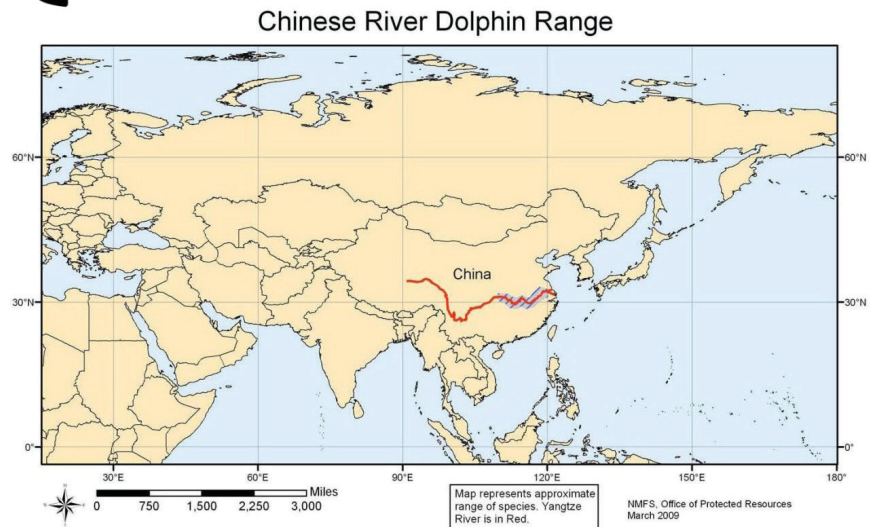 Chinese River Dolphin Range
60°N
60°N
China
30°N
30°N
0°
0°
30°E
60°E
90°E
120°E
150°E
180°
Miles
0 750 1,500 2,250 3,000
Map represents approximate
range of species. Yangtze
River is in Red.
NMFS, Office of Protected Resources
March 2009